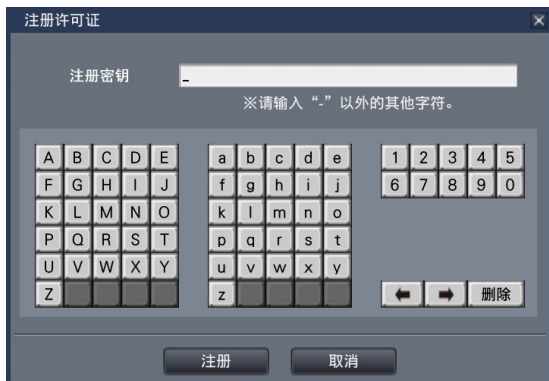 注册许可证
注册密钥 _
※请输入“-”以外的其他字符。
A B C D E a b c d e 1 2 3 4 5
F G H I J f g h i j 6 7 8 9 0
K L M N O k l m n o
P Q R S T p q r s t
U V W X Y u v w x y
Z z ← → 删除
注册 取消